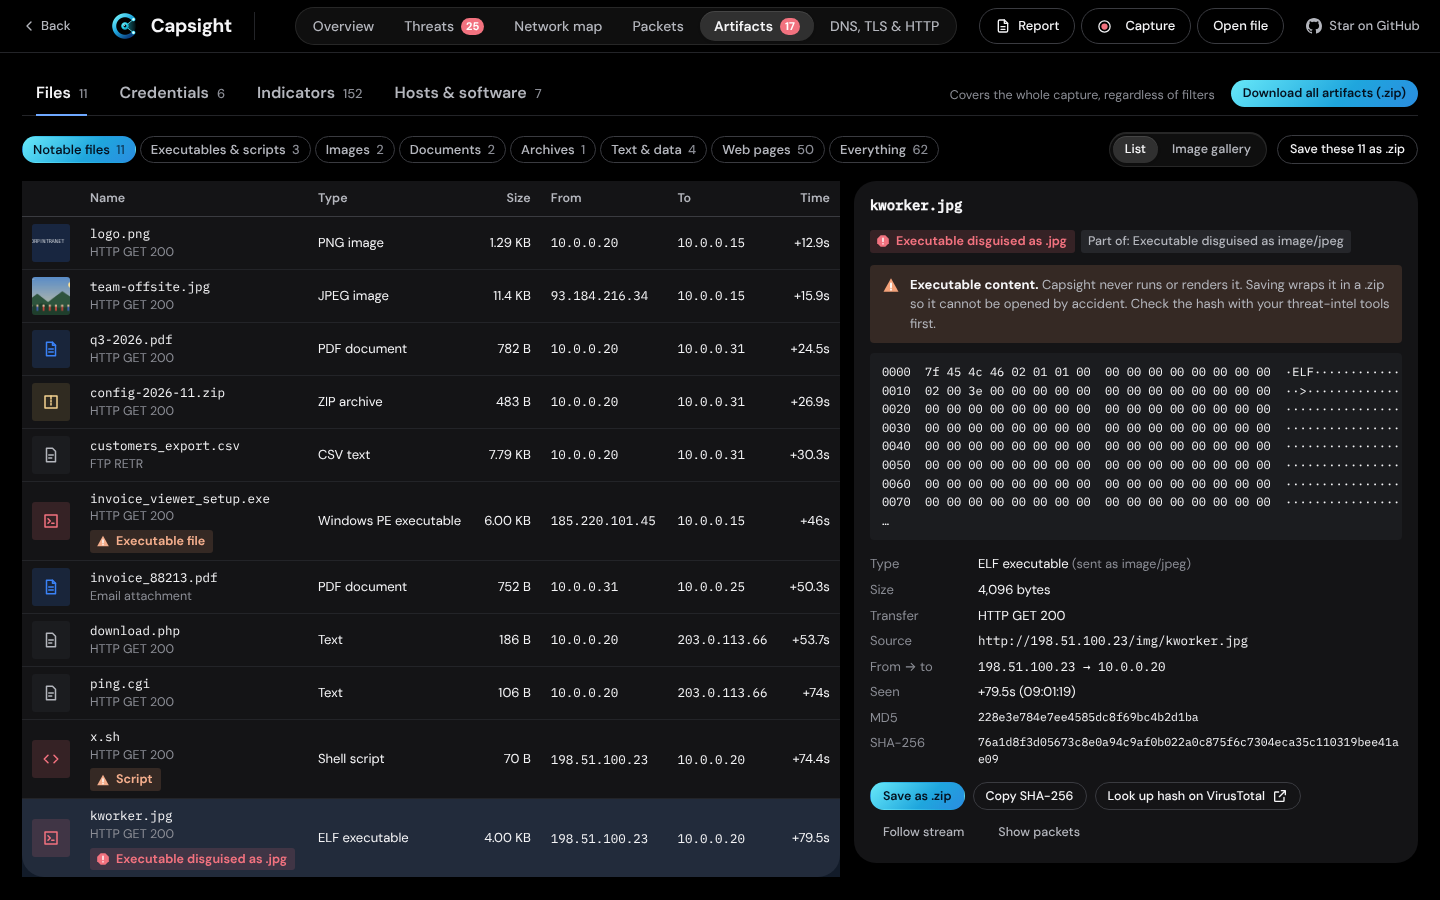 Back
Capsight
Overview
Threats 25
Network map
Packets
Artifacts 17
DNS, TLS & HTTP
Report
Capture
Open file
Star on GitHub
Files 11
Credentials 6
Indicators 152
Hosts & software 7
Covers the whole capture, regardless of filters
Download all artifacts (.zip)
Notable files 11
Executables & scripts 3
Images 2
Documents 2
Archives 1
Text & data 4
Web pages 50
Everything 62
List
Image gallery
Save these 11 as .zip
Name Type Size From To Time
logo.png
HTTP GET 200
PNG image 1.29 KB 10.0.0.20 10.0.0.15 +12.9s
team-offsite.jpg
HTTP GET 200
JPEG image 11.4 KB 93.184.216.34 10.0.0.15 +15.9s
q3-2026.pdf
HTTP GET 200
PDF document 782 B 10.0.0.20 10.0.0.31 +24.5s
config-2026-11.zip
HTTP GET 200
ZIP archive 483 B 10.0.0.20 10.0.0.31 +26.9s
customers_export.csv
FTP RETR
CSV text 7.79 KB 10.0.0.20 10.0.0.31 +30.3s
invoice_viewer_setup.exe
HTTP GET 200
Executable file
Windows PE executable 6.00 KB 185.220.101.45 10.0.0.15 +46s
invoice_88213.pdf
Email attachment
PDF document 752 B 10.0.0.31 10.0.0.25 +50.3s
download.php
HTTP GET 200
Text 186 B 10.0.0.20 203.0.113.66 +53.7s
ping.cgi
HTTP GET 200
Text 106 B 10.0.0.20 203.0.113.66 +74s
x.sh
HTTP GET 200
Script
Shell script 70 B 198.51.100.23 10.0.0.20 +74.4s
kworker.jpg
HTTP GET 200
Executable disguised as .jpg
ELF executable 4.00 KB 198.51.100.23 10.0.0.20 +79.5s
kworker.jpg
Executable disguised as .jpg
Part of: Executable disguised as image/jpeg
Executable content. Capsight never runs or renders it. Saving wraps it in a .zip
so it cannot be opened by accident. Check the hash with your threat-intel tools
first.
0000 7f 45 4c 46 02 01 01 00 00 00 00 00 00 00 00 00 ·ELF············
0010 02 00 3e 00 00 00 00 00 00 00 00 00 00 00 00 00 ··>·············
0020 00 00 00 00 00 00 00 00 00 00 00 00 00 00 00 00 ················
0030 00 00 00 00 00 00 00 00 00 00 00 00 00 00 00 00 ················
0040 00 00 00 00 00 00 00 00 00 00 00 00 00 00 00 00 ················
0050 00 00 00 00 00 00 00 00 00 00 00 00 00 00 00 00 ················
0060 00 00 00 00 00 00 00 00 00 00 00 00 00 00 00 00 ················
0070 00 00 00 00 00 00 00 00 00 00 00 00 00 00 00 00 ················
…
Type ELF executable (sent as image/jpeg)
Size 4,096 bytes
Transfer HTTP GET 200
Source http://198.51.100.23/img/kworker.jpg
From → to 198.51.100.23 → 10.0.0.20
Seen +79.5s (09:01:19)
MD5 228e3e784e7ee4585dc8f69bc4b2d1ba
SHA-256 76a1d8f3d05673c8e0a94c9af0b022a0c875f6c7304eca35c110319bee41a
e09
Save as .zip
Copy SHA-256
Look up hash on VirusTotal
Follow stream
Show packets